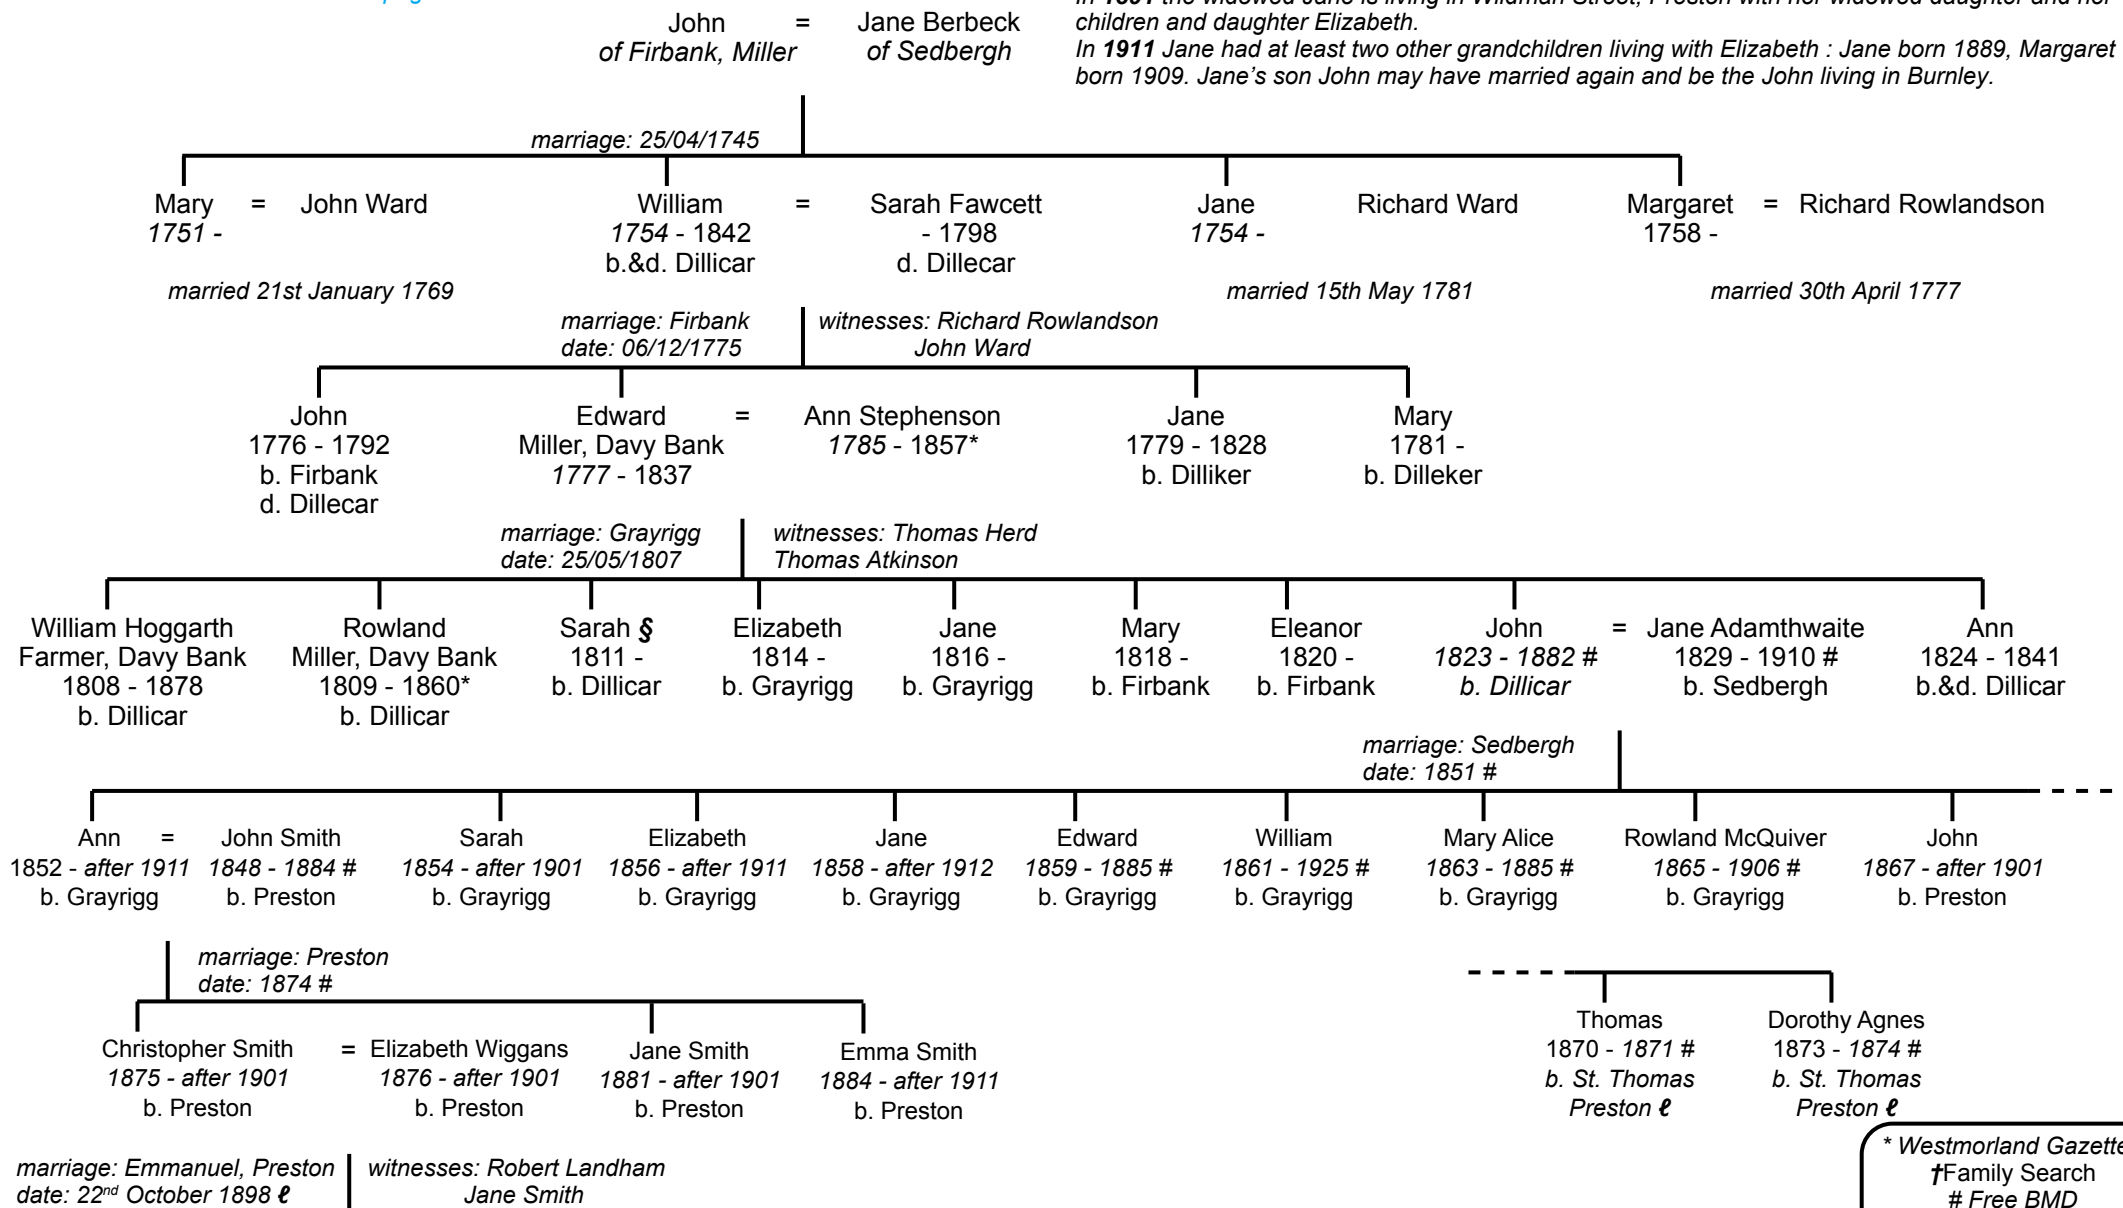 John = Jane Berbeck
of Firbank, Miller of Sedbergh
children and daughter Elizabeth.
In 1911 Jane had at least two other grandchildren living with Elizabeth : Jane born 1889, Margaret
born 1909. Jane's son John may have married again and be the John living in Burnley.
marriage: 25/04/1745
Mary = John Ward William = Sarah Fawcett Jane Richard Ward Margaret = Richard Rowlandson
1751 - 1754 - 1842 - 1798 1754 - 1758 -
b.&d. Dillicar d. Dillecar
married 21st January 1769 married 15th May 1781 married 30th April 1777
marriage: Firbank witnesses: Richard Rowlandson
date: 06/12/1775 John Ward
John Edward = Ann Stephenson Jane Mary
1776 - 1792 Miller, Davy Bank 1785 - 1857* 1779 - 1828 1781 -
b. Firbank 1777 - 1837 b. Dilliker b. Dilleker
d. Dillecar
marriage: Grayrigg witnesses: Thomas Herd
date: 25/05/1807 Thomas Atkinson
William Hoggarth Rowland Sarah § Elizabeth Jane Mary Eleanor John = Jane Adamthwaite Ann
Farmer, Davy Bank Miller, Davy Bank 1811 - 1814 - 1816 - 1818 - 1820 - 1823 - 1882 # 1829 - 1910 # 1824 - 1841
1808 - 1878 1809 - 1860* b. Dillicar b. Grayrigg b. Grayrigg b. Firbank b. Firbank b. Dillicar b. Sedbergh b.&d. Dillicar
b. Dillicar b. Dillicar
marriage: Sedbergh
date: 1851 #
Ann = John Smith Sarah Elizabeth Jane Edward William Mary Alice Rowland McQuiver John
1852 - after 1911 1848 - 1884 # 1854 - after 1901 1856 - after 1911 1858 - after 1912 1859 - 1885 # 1861 - 1925 # 1863 - 1885 # 1865 - 1906 # 1867 - after 1901
b. Grayrigg b. Preston b. Grayrigg b. Grayrigg b. Grayrigg b. Grayrigg b. Grayrigg b. Grayrigg b. Grayrigg b. Preston
marriage: Preston
date: 1874 #
Thomas Dorothy Agnes
1870 - 1871 # 1873 - 1874 #
b. St. Thomas b. St. Thomas
Preston ℓ Preston ℓ
Christopher Smith = Elizabeth Wiggans Jane Smith Emma Smith
1875 - after 1901 1876 - after 1901 1881 - after 1901 1884 - after 1911
b. Preston b. Preston b. Preston b. Preston
marriage: Emmanuel, Preston witnesses: Robert Landham
date: 22nd October 1898 ℓ Jane Smith
* Westmorland Gazette
†Family Search
# Free BMD